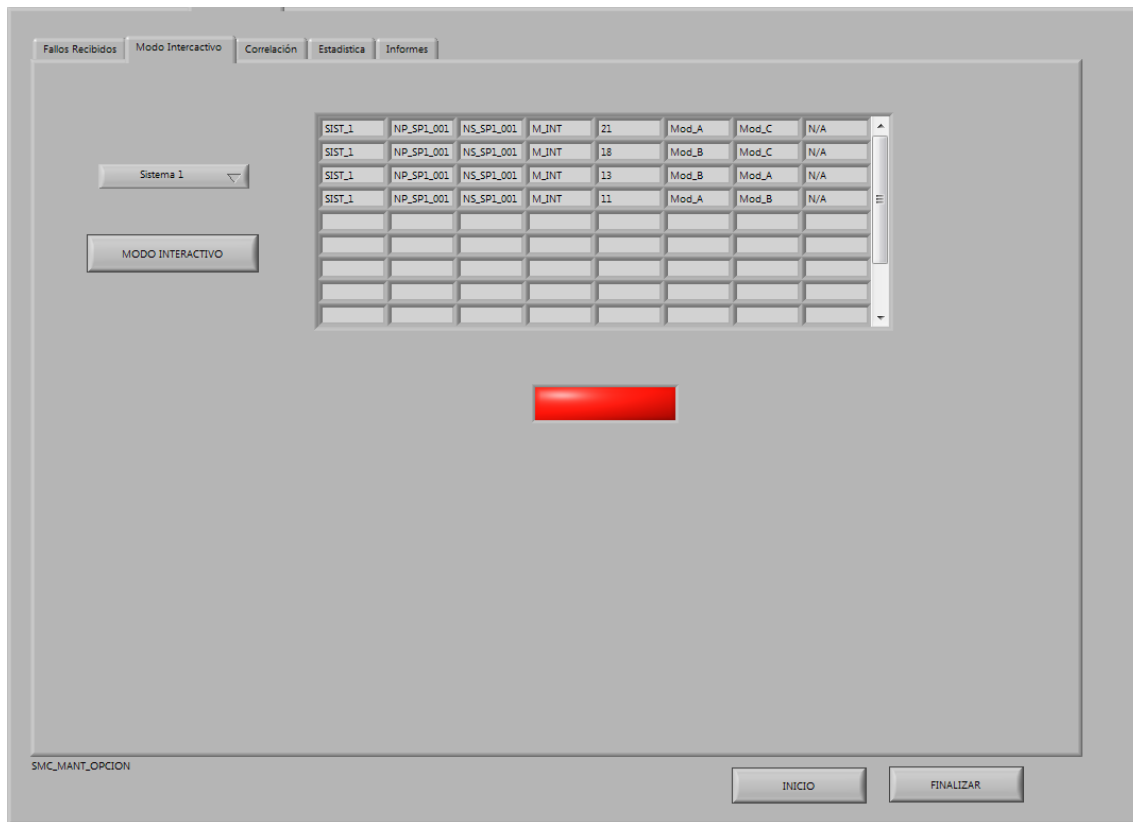 Fallos Recibidos Modo Intercactivo Correlación Estadistica Informes
SIST_1 NP_SP1_001 NS_SP1_001 M_INT 21 Mod_A Mod_C N/A
SIST_1 NP_SP1_001 NS_SP1_001 M_INT 18 Mod_B Mod_C N/A
Sistema 1
SIST_1 NP_SP1_001 NS_SP1_001 M_INT 13 Mod_B Mod_A N/A
SIST_1 NP_SP1_001 NS_SP1_001 M_INT 11 Mod_A Mod_B N/A
MODO INTERACTIVO
SMC_MANT_OPCION
INICIO FINALIZAR